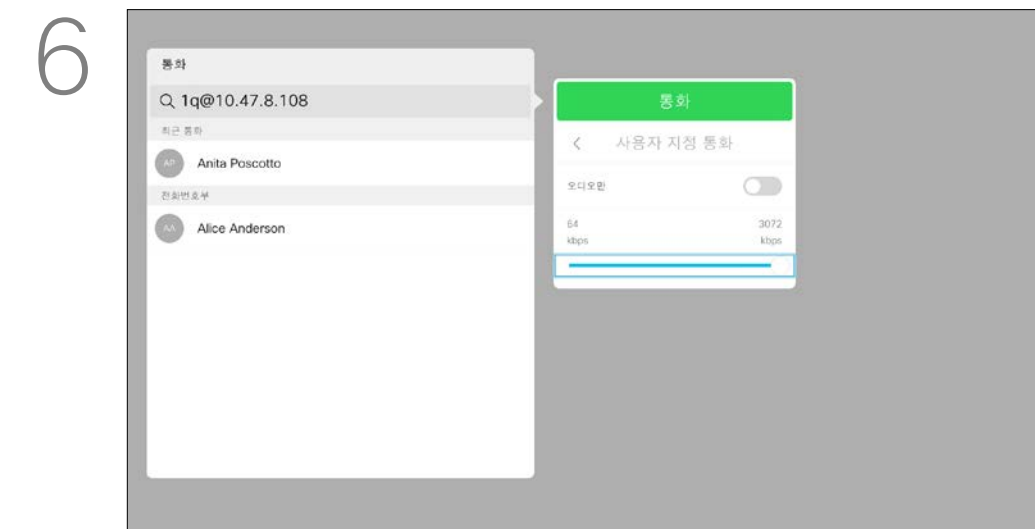 6
통화
1q@10.47.8.108
최근 통화
AP
Anita Poscotto
전화번호부
AA
Alice Anderson
통화
사용자 지정 통화
오디오만
64 3072
kbps kbps